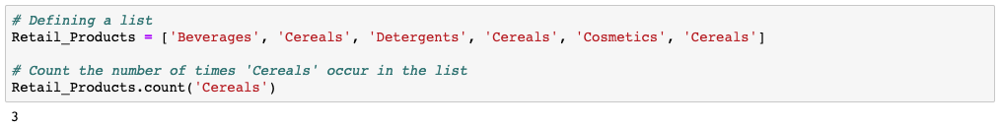 # Defining a list
Retail_Products = ['Beverages', 'Cereals', 'Detergents', 'Cereals', 'Cosmetics', 'Cereals']
# Count the number of times 'Cereals' occur in the list
Retail_Products.count('Cereals')
3